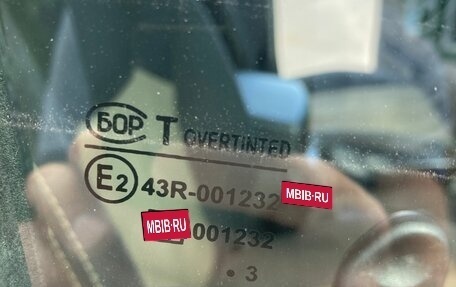 БОР T OVERTINTED
E2 43R-001232 MBIB.RU
MBIB.RU 001232
• 3